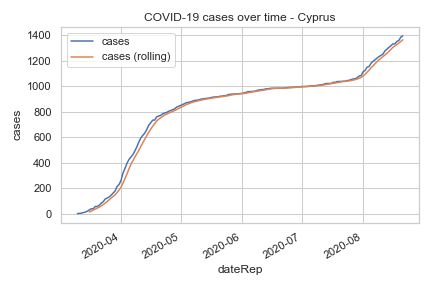 COVID-19 cases over time - Cyprus
cases
cases (rolling)
1400
1200
1000
800
600
400
200
0
cases
2020-04
2020-05
2020-06
2020-07
2020-08
dateRep